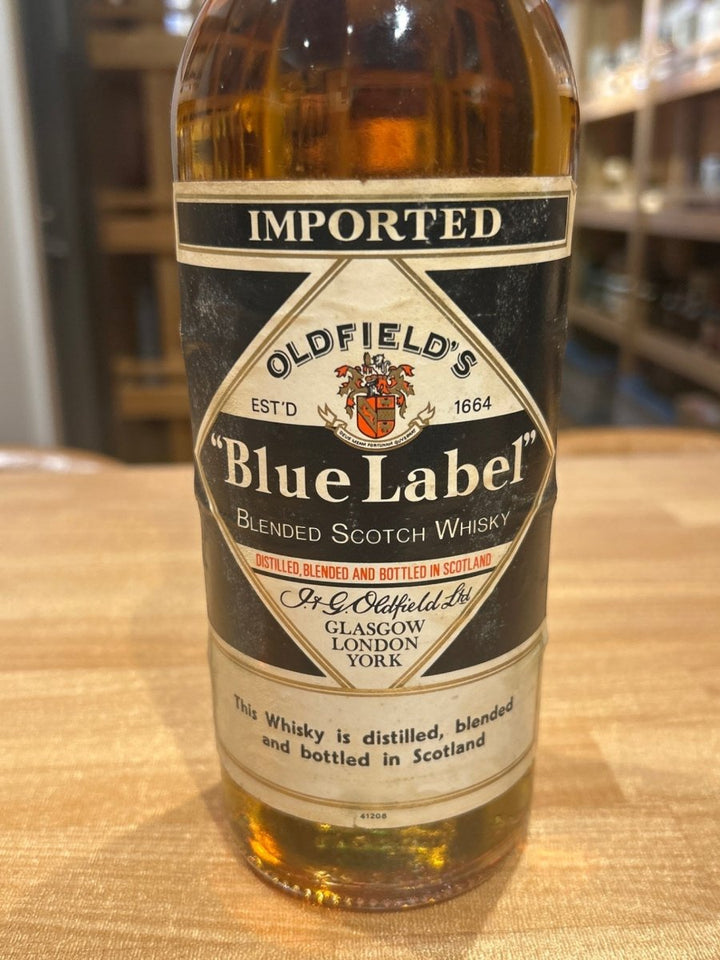 IMPORTED
OLDFIELD'S
EST'D 1664
"Blue Label"
BLENDED SCOTCH WHISKY
DISTILLED, BLENDED AND BOTTLED IN SCOTLAND
J. & G. Oldfield Ltd
GLASGOW
LONDON
YORK
This Whisky is distilled, blended
and bottled in Scotland
41208